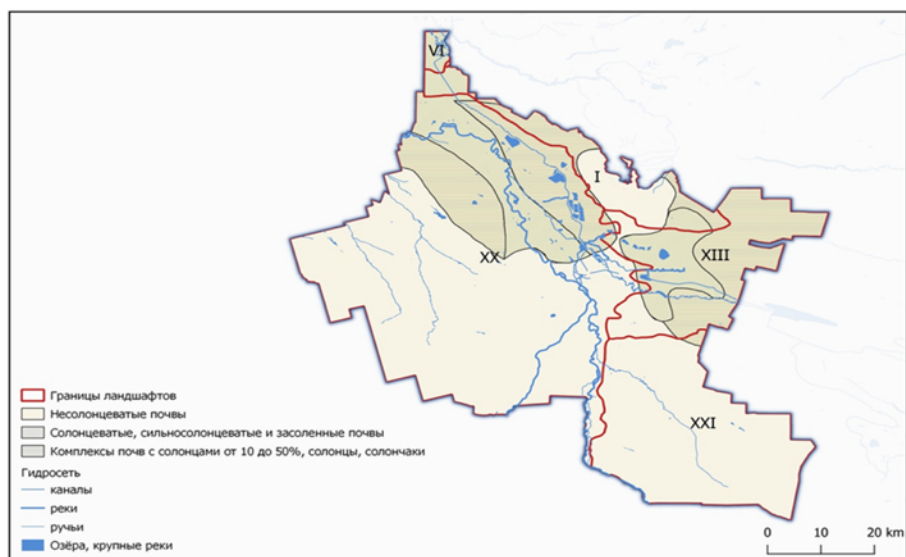 VI
I
XIII
XX
XXI
Границы ландшафтов
Несолонцеватые почвы
Солонцеватые, сильносолонцеватые и засоленные почвы
Комплексы почв с солонцами от 10 до 50%, солонцы, солончаки
Гидросеть
каналы
реки
ручьи
Озёра, крупные реки
0 10 20 km